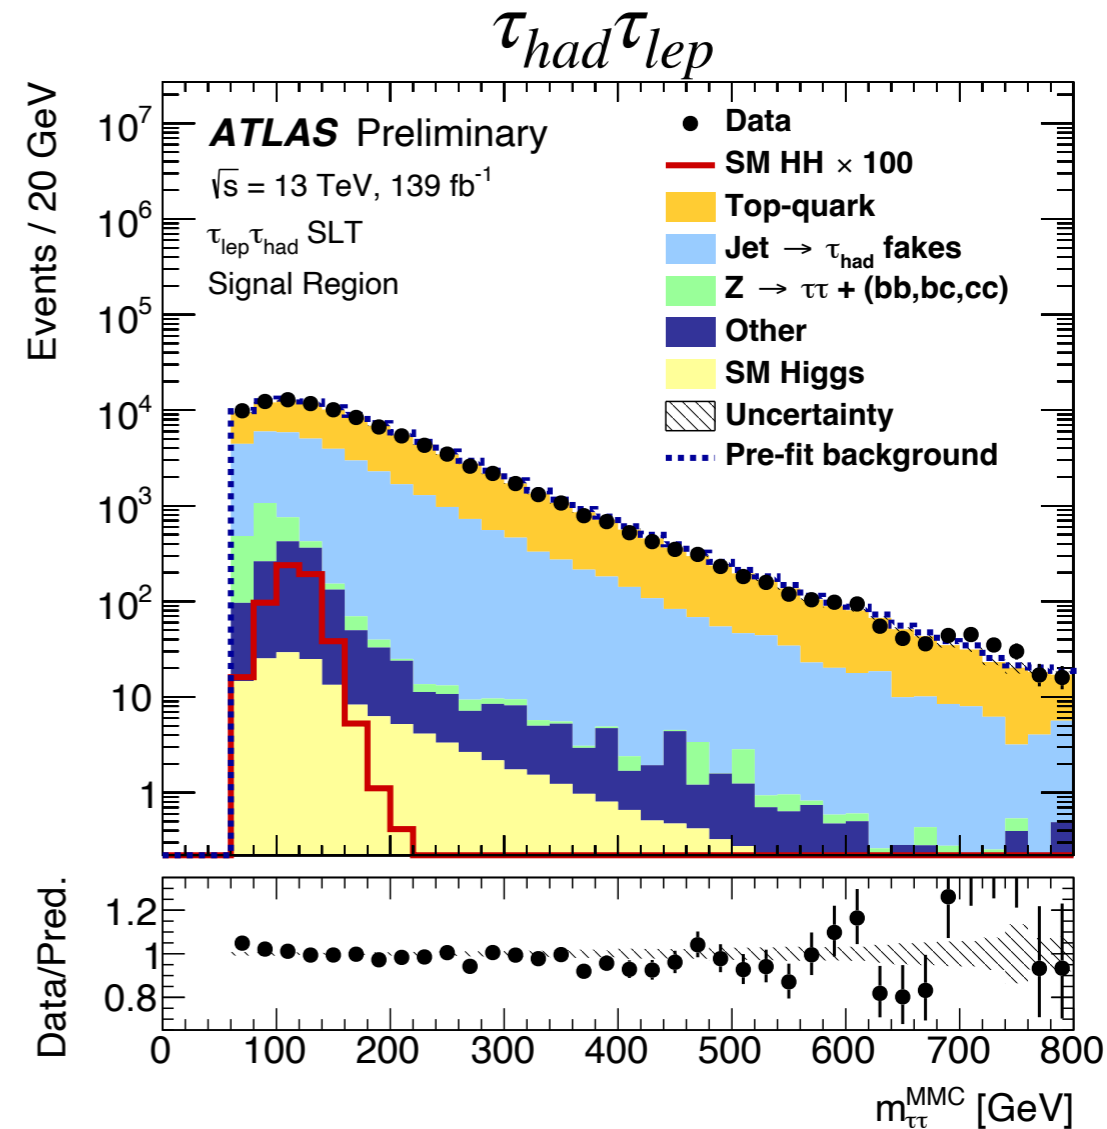 τhadτlep
Events / 20 GeV
10⁷
10⁶
10⁵
10⁴
10³
10²
10
1
ATLAS Preliminary
√s = 13 TeV, 139 fb⁻¹
τlepτhad SLT
Signal Region
Data
SM HH × 100
Top-quark
Jet → τhad fakes
Z → ττ + (bb,bc,cc)
Other
SM Higgs
Uncertainty
Pre-fit background
Data/Pred.
1.2
1
0.8
0 100 200 300 400 500 600 700 800
mττMMC [GeV]